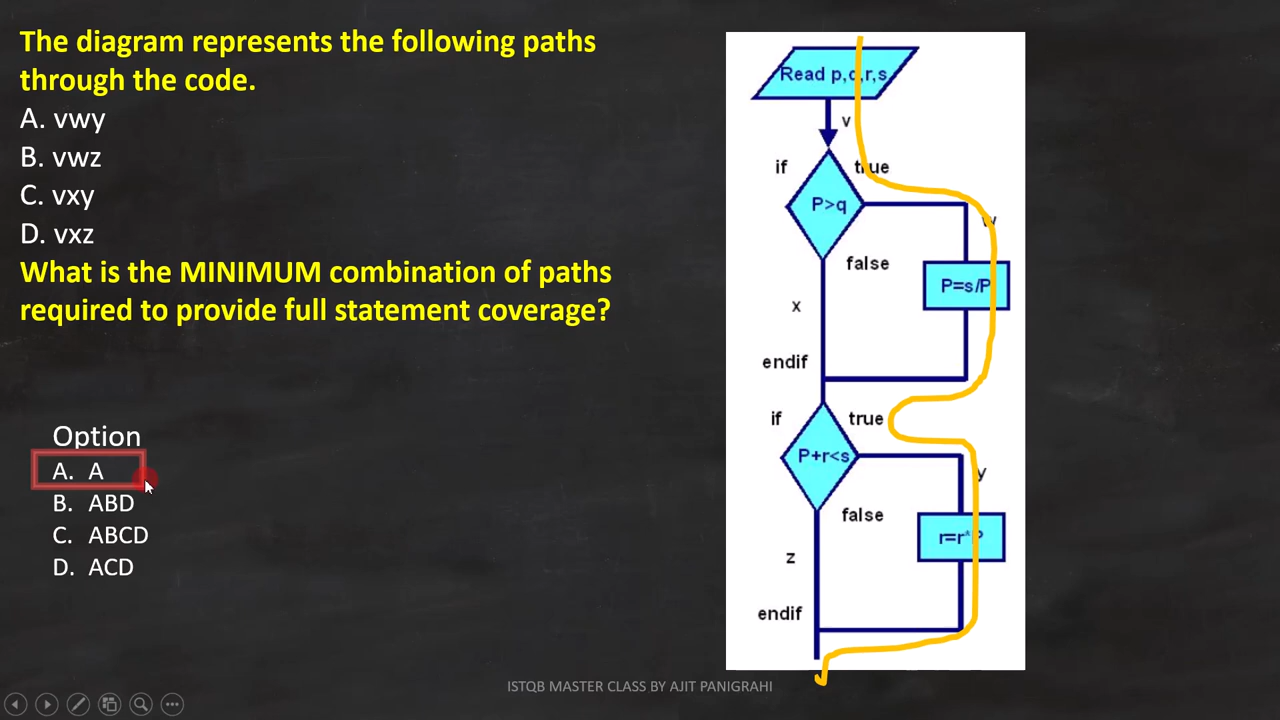 The diagram represents the following paths
through the code.
A. vwy
B. vwz
C. vxy
D. vxz
What is the MINIMUM combination of paths
required to provide full statement coverage?
Option
A. A
B. ABD
C. ABCD
D. ACD
Read p,q,r,s
v
if
true
P>q
w
false
P=s/P
x
endif
if
true
P+r<s
y
false
r=r*P
z
endif
ISTQB MASTER CLASS BY AJIT PANIGRAHI